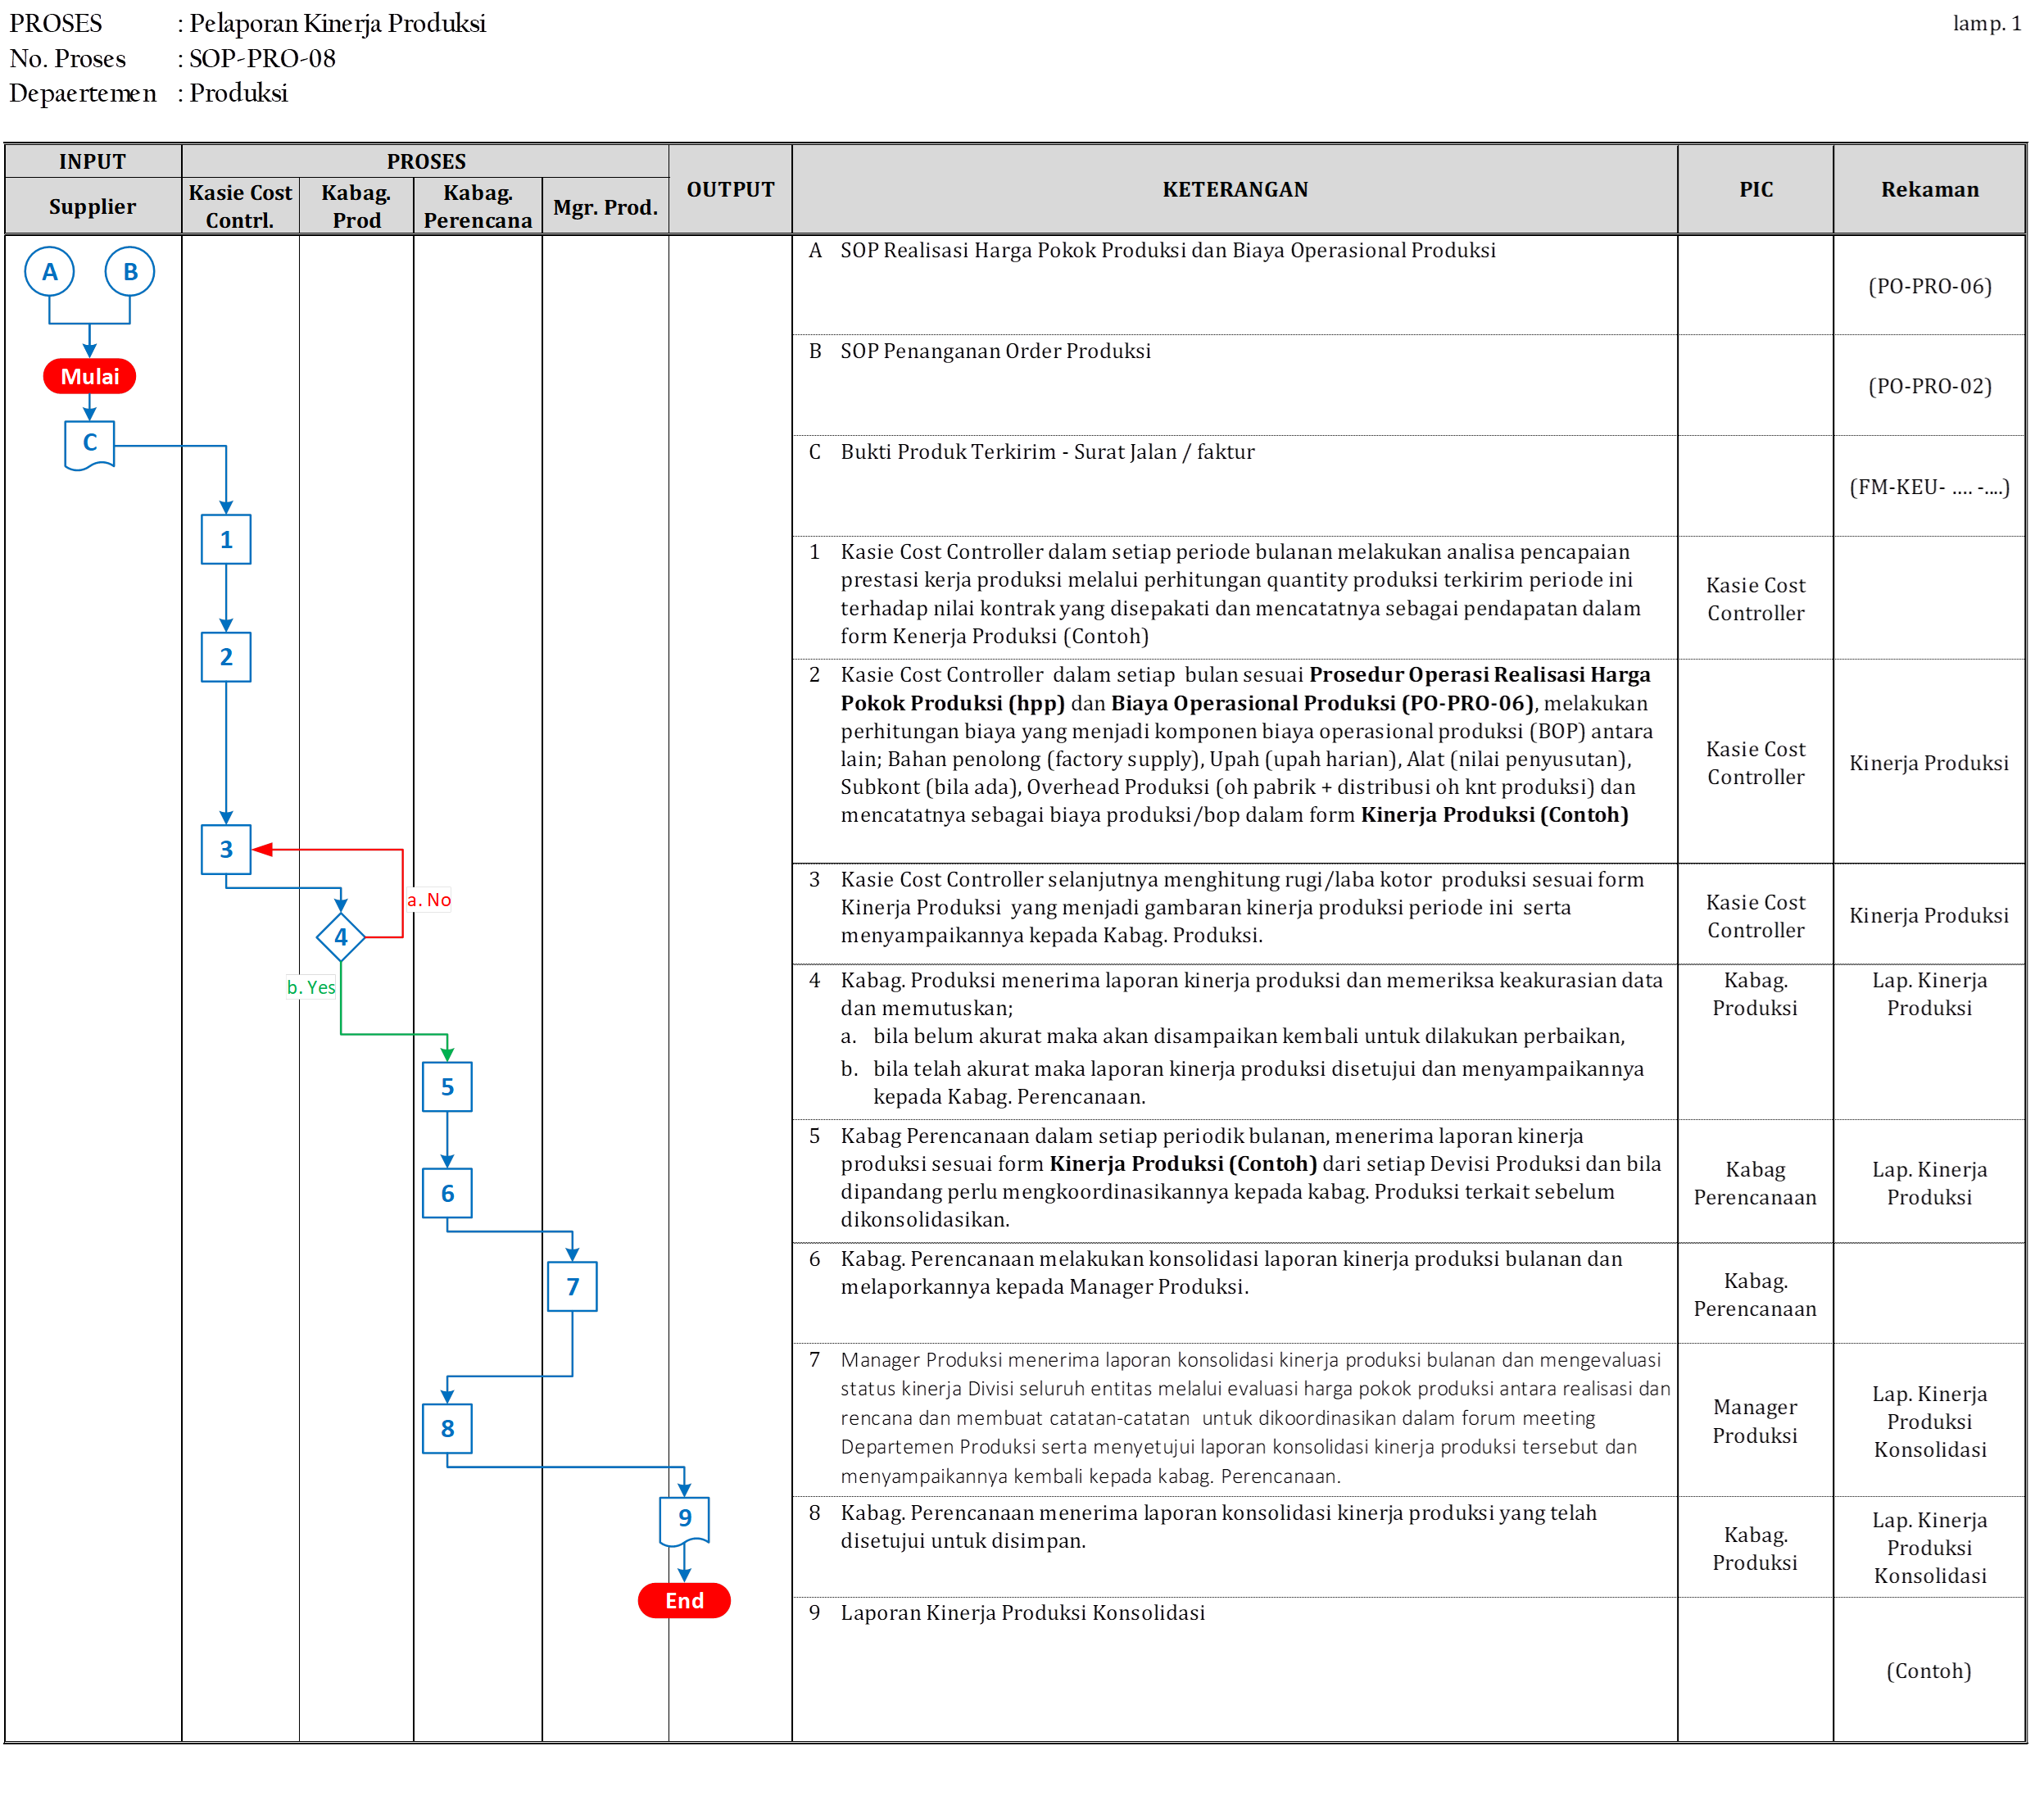 PROSES : Pelaporan Kinerja Produksi
lamp. 1
No. Proses : SOP-PRO-08
Depaertemen : Produksi
INPUT
PROSES
OUTPUT
KETERANGAN
PIC
Rekaman
Supplier
Kasie Cost
Contrl.
Kabag.
Prod
Kabag.
Perencana
Mgr. Prod.
A
B
Mulai
C
1
2
3
a. No
4
b. Yes
5
6
7
8
9
End
A SOP Realisasi Harga Pokok Produksi dan Biaya Operasional Produksi
(PO-PRO-06)
B SOP Penanganan Order Produksi
(PO-PRO-02)
C Bukti Produk Terkirim - Surat Jalan / faktur
(FM-KEU- .... -....)
1 Kasie Cost Controller dalam setiap periode bulanan melakukan analisa pencapaian
prestasi kerja produksi melalui perhitungan quantity produksi terkirim periode ini
terhadap nilai kontrak yang disepakati dan mencatatnya sebagai pendapatan dalam
form Kenerja Produksi (Contoh)
Kasie Cost
Controller
2 Kasie Cost Controller dalam setiap bulan sesuai Prosedur Operasi Realisasi Harga
Pokok Produksi (hpp) dan Biaya Operasional Produksi (PO-PRO-06), melakukan
perhitungan biaya yang menjadi komponen biaya operasional produksi (BOP) antara
lain; Bahan penolong (factory supply), Upah (upah harian), Alat (nilai penyusutan),
Subkont (bila ada), Overhead Produksi (oh pabrik + distribusi oh knt produksi) dan
mencatatnya sebagai biaya produksi/bop dalam form Kinerja Produksi (Contoh)
Kasie Cost
Controller
Kinerja Produksi
3 Kasie Cost Controller selanjutnya menghitung rugi/laba kotor produksi sesuai form
Kinerja Produksi yang menjadi gambaran kinerja produksi periode ini serta
menyampaikannya kepada Kabag. Produksi.
Kasie Cost
Controller
Kinerja Produksi
4 Kabag. Produksi menerima laporan kinerja produksi dan memeriksa keakurasian data
dan memutuskan;
a. bila belum akurat maka akan disampaikan kembali untuk dilakukan perbaikan,
b. bila telah akurat maka laporan kinerja produksi disetujui dan menyampaikannya
kepada Kabag. Perencanaan.
Kabag.
Produksi
Lap. Kinerja
Produksi
5 Kabag Perencanaan dalam setiap periodik bulanan, menerima laporan kinerja
produksi sesuai form Kinerja Produksi (Contoh) dari setiap Devisi Produksi dan bila
dipandang perlu mengkoordinasikannya kepada kabag. Produksi terkait sebelum
dikonsolidasikan.
Kabag
Perencanaan
Lap. Kinerja
Produksi
6 Kabag. Perencanaan melakukan konsolidasi laporan kinerja produksi bulanan dan
melaporkannya kepada Manager Produksi.
Kabag.
Perencanaan
7 Manager Produksi menerima laporan konsolidasi kinerja produksi bulanan dan mengevaluasi
status kinerja Divisi seluruh entitas melalui evaluasi harga pokok produksi antara realisasi dan
rencana dan membuat catatan-catatan untuk dikoordinasikan dalam forum meeting
Departemen Produksi serta menyetujui laporan konsolidasi kinerja produksi tersebut dan
menyampaikannya kembali kepada kabag. Perencanaan.
Manager
Produksi
Lap. Kinerja
Produksi
Konsolidasi
8 Kabag. Perencanaan menerima laporan konsolidasi kinerja produksi yang telah
disetujui untuk disimpan.
Kabag.
Produksi
Lap. Kinerja
Produksi
Konsolidasi
9 Laporan Kinerja Produksi Konsolidasi
(Contoh)